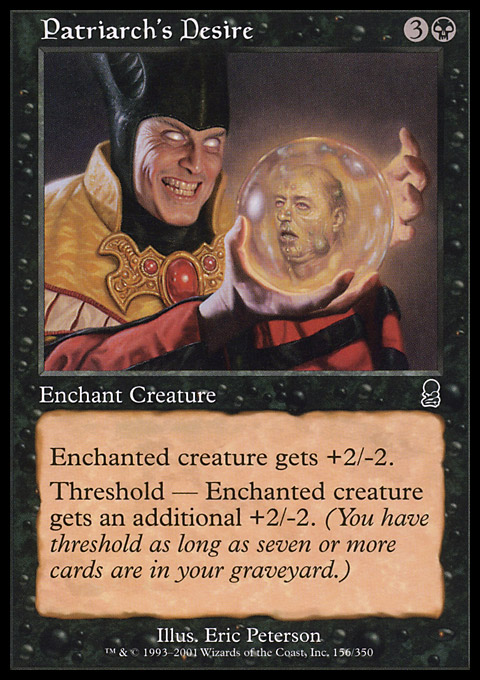 Patriarch's Desire 3
Enchant Creature
Enchanted creature gets +2/-2.
Threshold — Enchanted creature
gets an additional +2/-2. (You have
threshold as long as seven or more
cards are in your graveyard.)
Illus. Eric Peterson
™ & © 1993–2001 Wizards of the Coast, Inc. 156/350